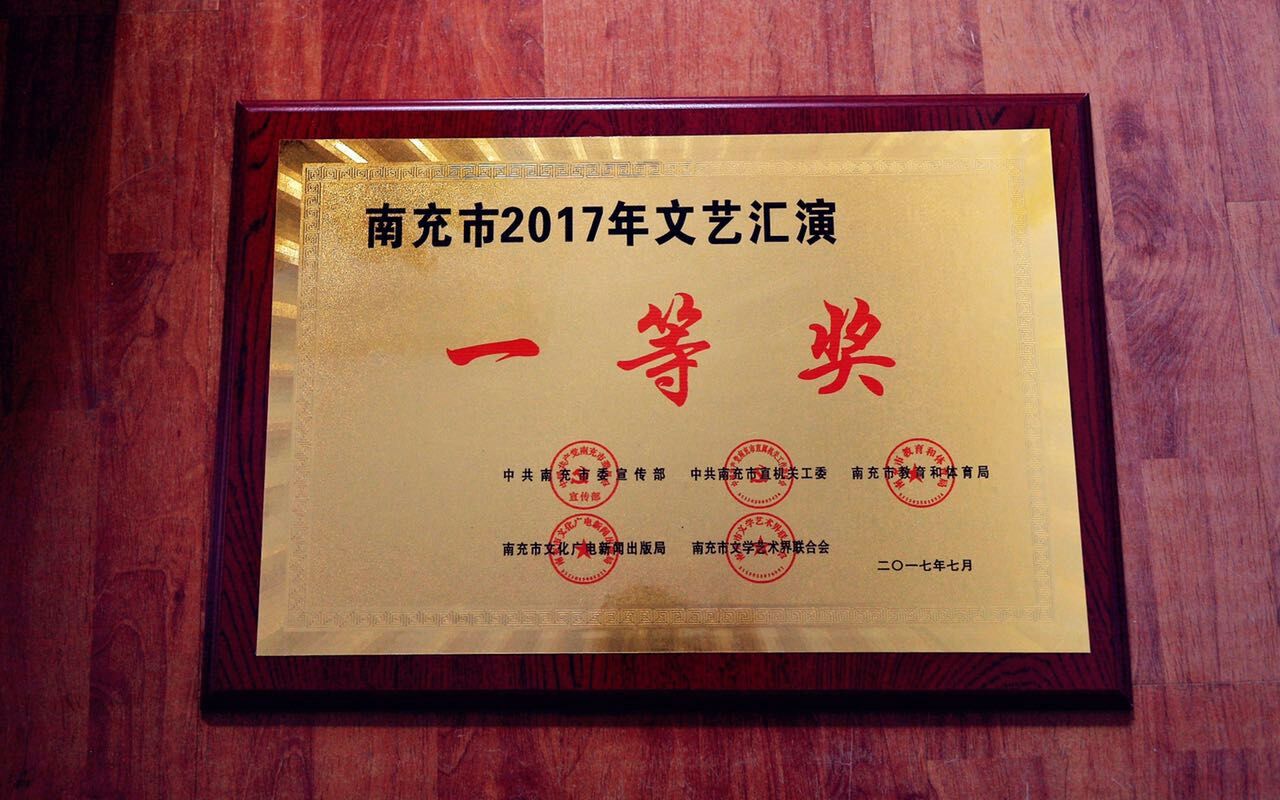 南充市2017年文艺汇演
一等奖
中共南充市委宣传部 中共南充市直机关工委 南充市教育和体育局
南充市文化广电新闻出版局 南充市文学艺术界联合会
二〇一七年七月
宣传部